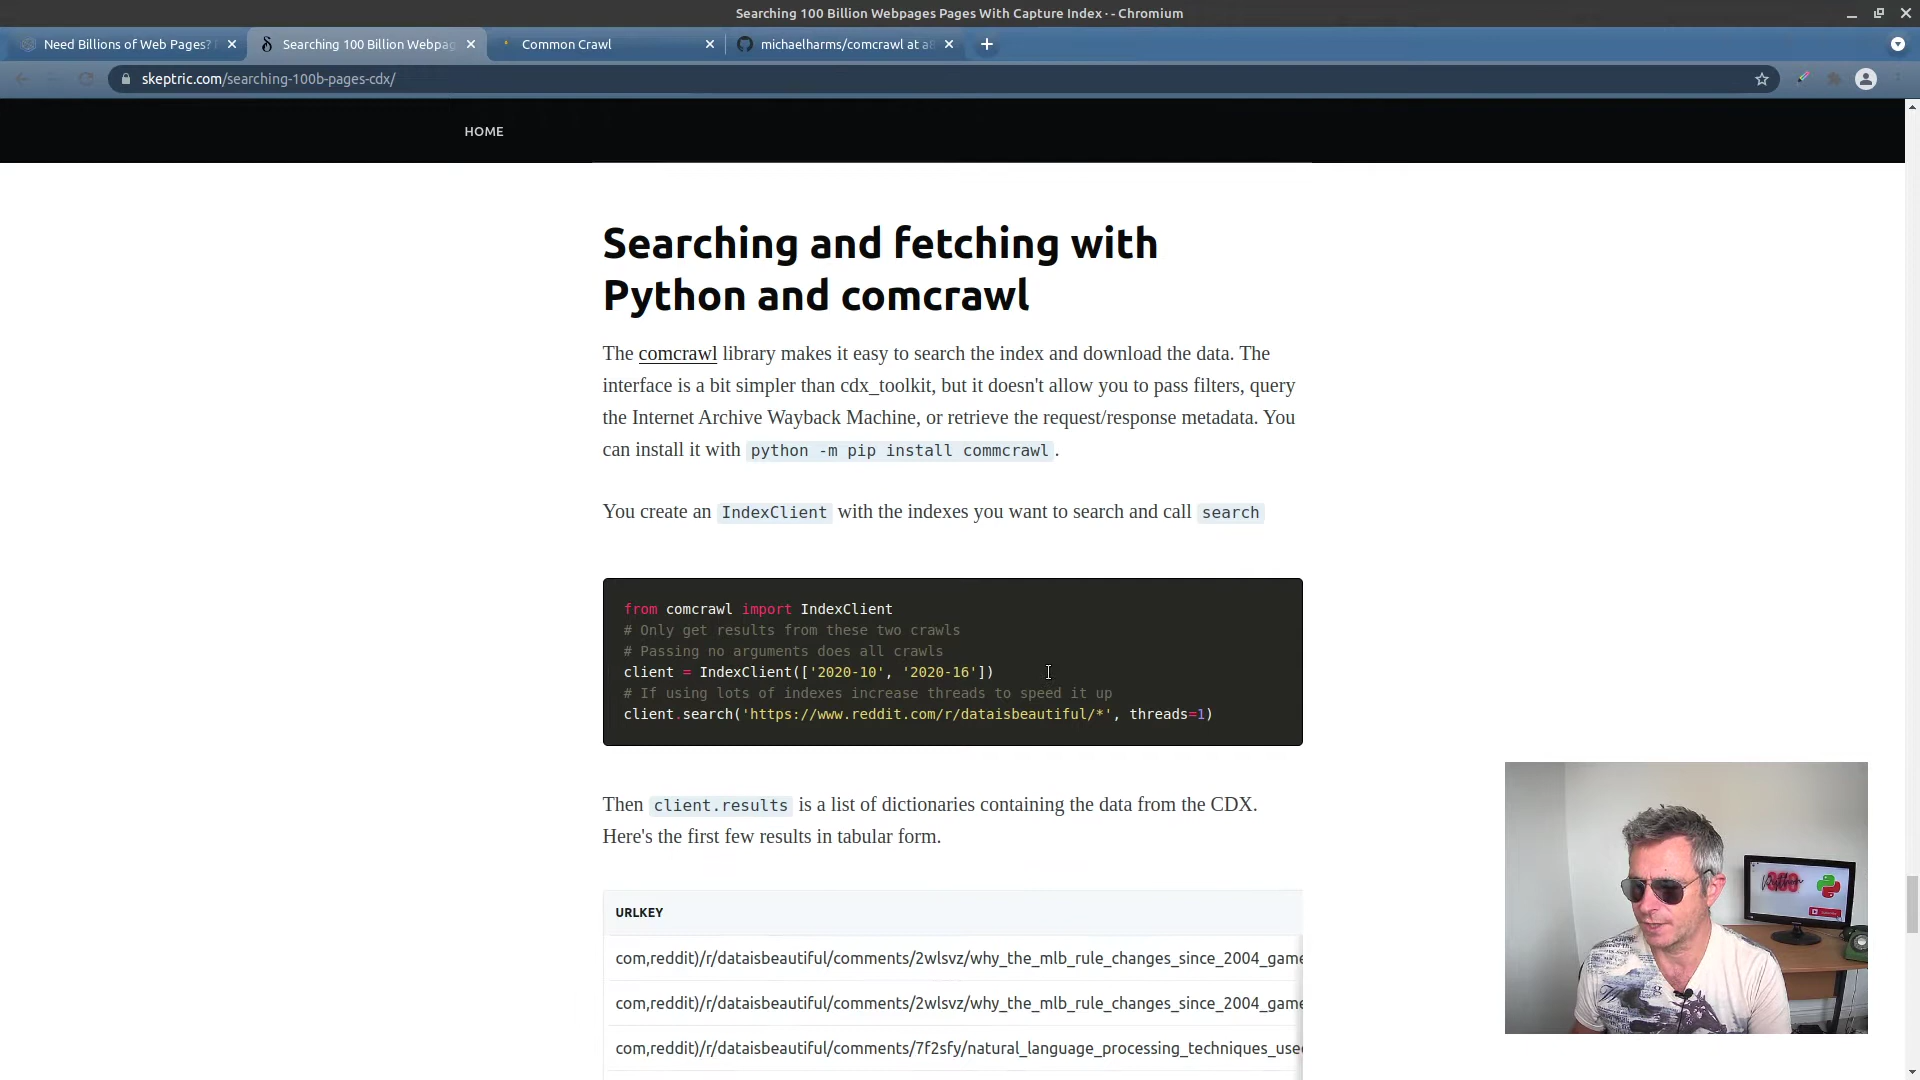 Searching 100 Billion Webpages Pages With Capture Index · - Chromium
Need Billions of Web Pages?
Searching 100 Billion Webpag
Common Crawl
michaelharms/comcrawl at a8
skeptric.com/searching-100b-pages-cdx/
HOME
Searching and fetching with
Python and comcrawl
The comcrawl library makes it easy to search the index and download the data. The
interface is a bit simpler than cdx_toolkit, but it doesn't allow you to pass filters, query
the Internet Archive Wayback Machine, or retrieve the request/response metadata. You
can install it with python -m pip install commcrawl.
You create an IndexClient with the indexes you want to search and call search
from comcrawl import IndexClient
# Only get results from these two crawls
# Passing no arguments does all crawls
client = IndexClient(['2020-10', '2020-16'])
# If using lots of indexes increase threads to speed it up
client.search('https://www.reddit.com/r/dataisbeautiful/*', threads=1)
Then client.results is a list of dictionaries containing the data from the CDX.
Here's the first few results in tabular form.
URLKEY
com,reddit)/r/dataisbeautiful/comments/2wlsvz/why_the_mlb_rule_changes_since_2004_game
com,reddit)/r/dataisbeautiful/comments/2wlsvz/why_the_mlb_rule_changes_since_2004_game
com,reddit)/r/dataisbeautiful/comments/7f2sfy/natural_language_processing_techniques_used